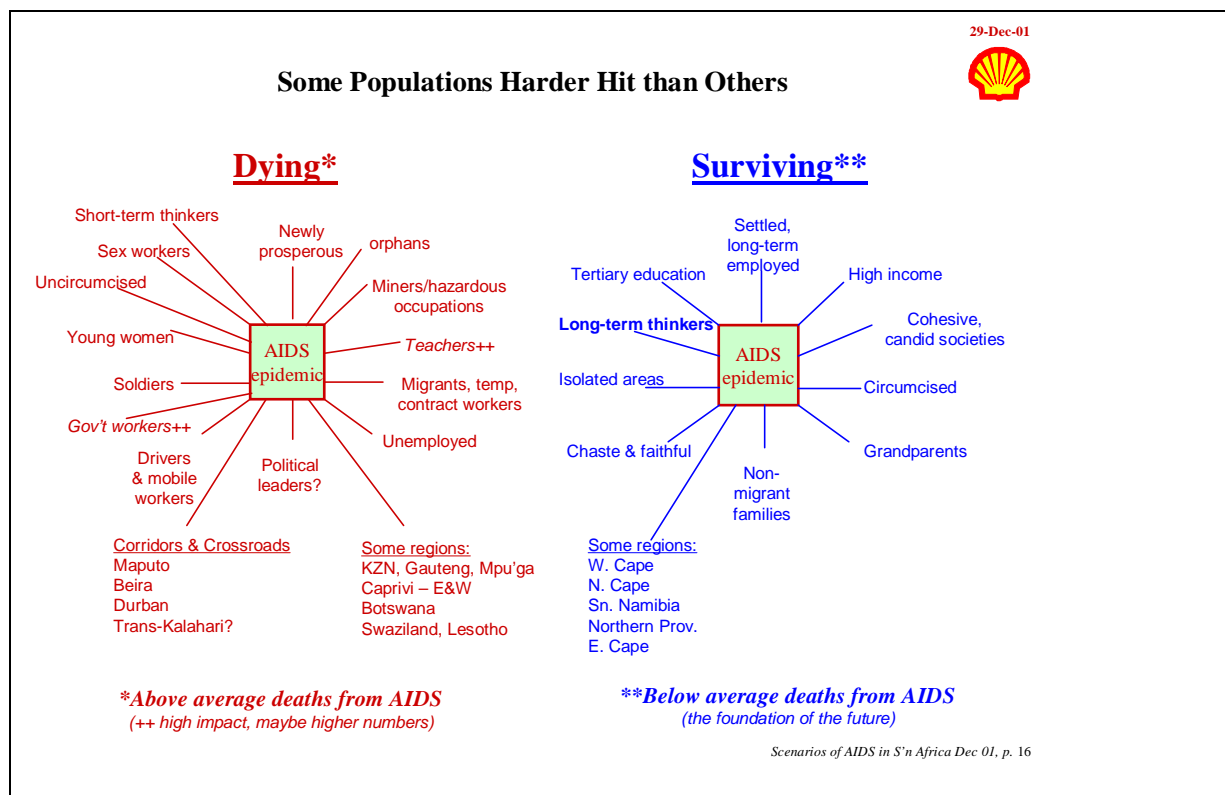 29-Dec-01
Some Populations Harder Hit than Others
Dying*
Short-term thinkers
Sex workers
Uncircumcised
Young women
Soldiers
Gov't workers++
Drivers
& mobile
workers
Newly
prosperous
orphans
Miners/hazardous
occupations
Teachers++
Migrants, temp,
contract workers
Unemployed
Political
leaders?
AIDS
epidemic
Corridors & Crossroads
Maputo
Beira
Durban
Trans-Kalahari?
Some regions:
KZN, Gauteng, Mpu'ga
Caprivi – E&W
Botswana
Swaziland, Lesotho
*Above average deaths from AIDS
(++ high impact, maybe higher numbers)
Surviving**
Settled,
long-term
employed
Tertiary education
High income
Long-term thinkers
Cohesive,
candid societies
AIDS
epidemic
Isolated areas
Circumcised
Chaste & faithful
Grandparents
Non-
migrant
families
Some regions:
W. Cape
N. Cape
Sn. Namibia
Northern Prov.
E. Cape
**Below average deaths from AIDS
(the foundation of the future)
Scenarios of AIDS in S'n Africa Dec 01, p. 16